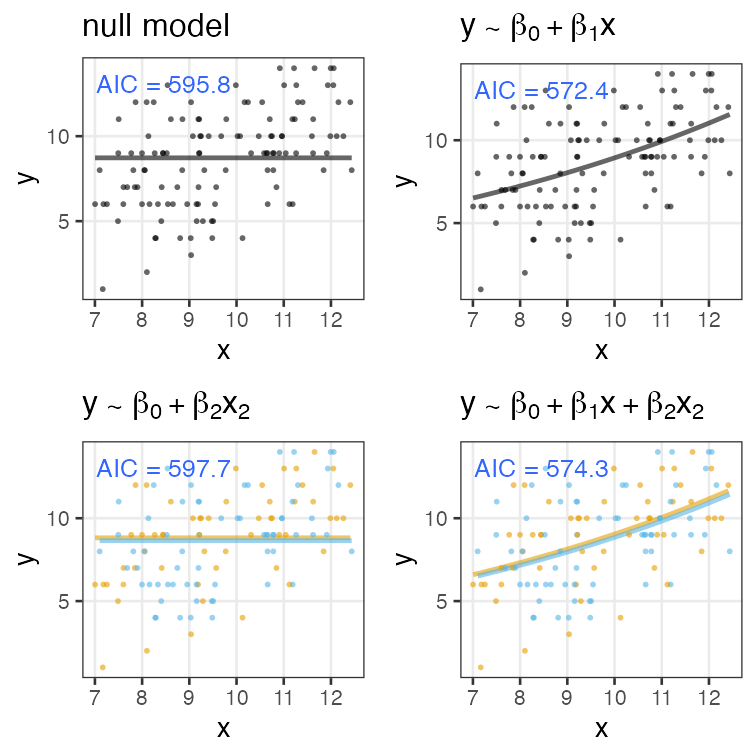 null model
AIC = 595.8
10
5
y
7 8 9 10 11 12
x
y ~ β₀ + β₁x
AIC = 572.4
10
5
y
7 8 9 10 11 12
x
y ~ β₀ + β₂x₂
AIC = 597.7
10
5
y
7 8 9 10 11 12
x
y ~ β₀ + β₁x + β₂x₂
AIC = 574.3
10
5
y
7 8 9 10 11 12
x